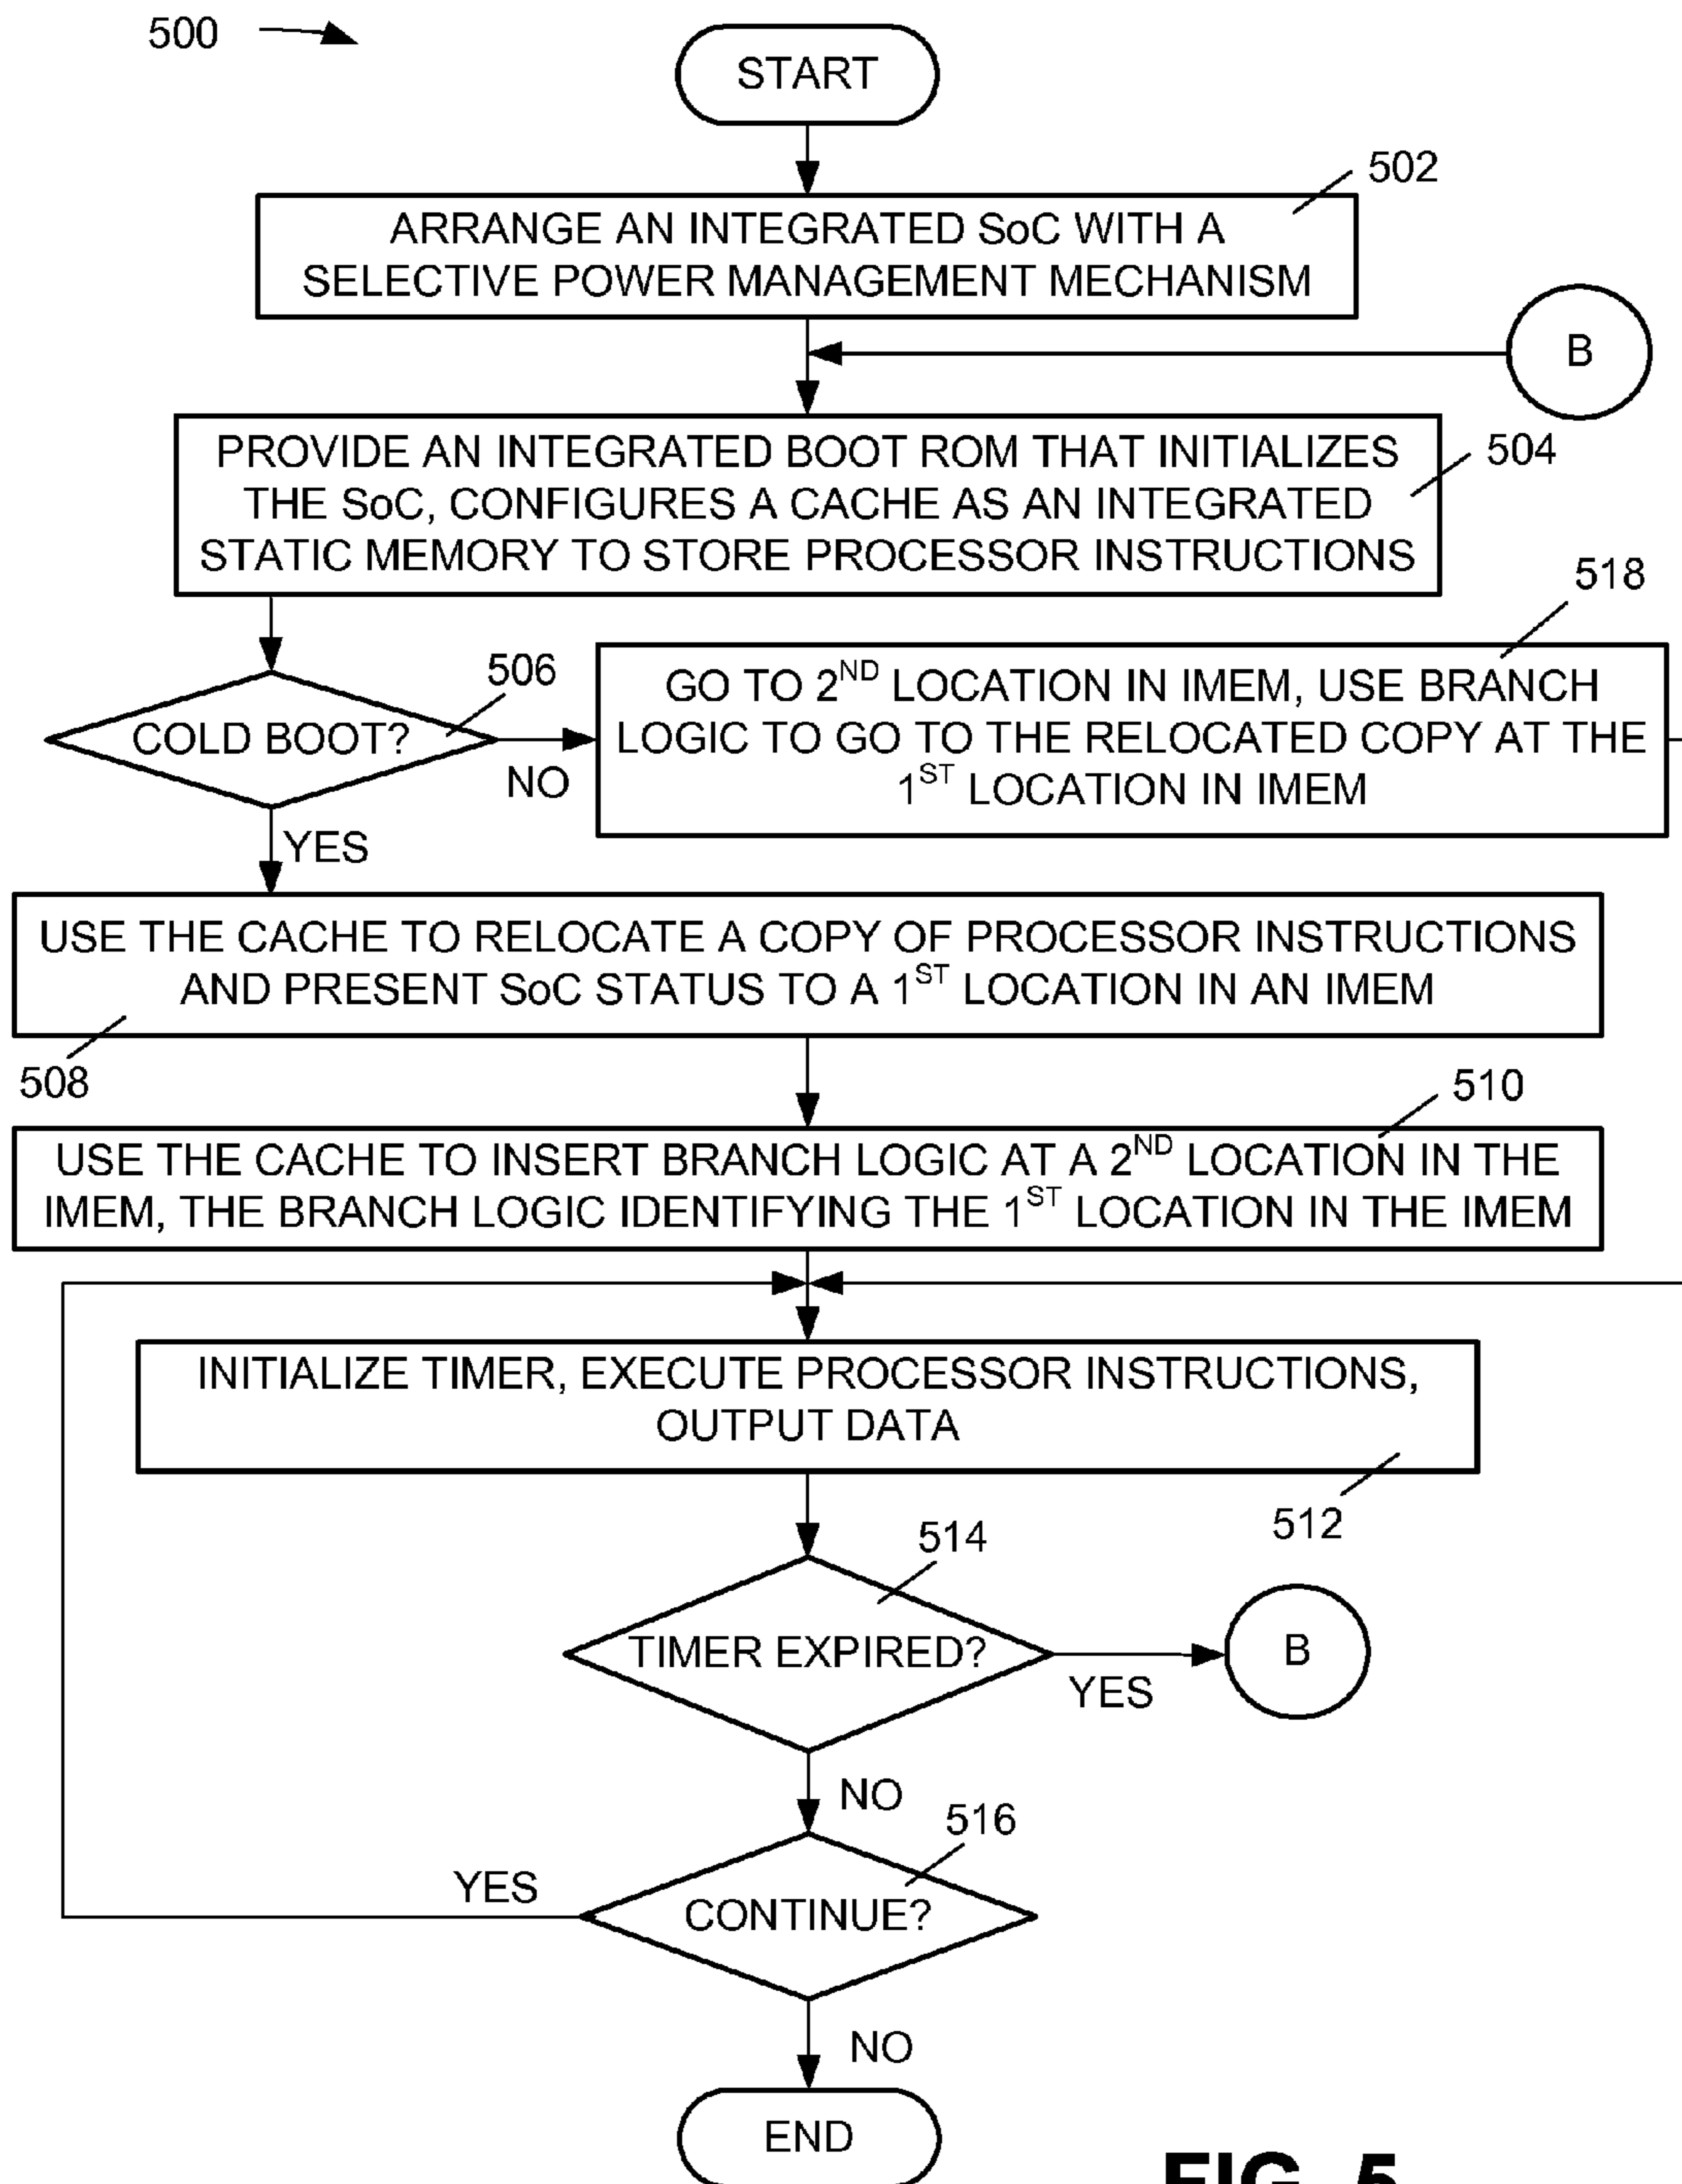 500
START
502
ARRANGE AN INTEGRATED SoC WITH A
SELECTIVE POWER MANAGEMENT MECHANISM
B
PROVIDE AN INTEGRATED BOOT ROM THAT INITIALIZES
THE SoC, CONFIGURES A CACHE AS AN INTEGRATED
STATIC MEMORY TO STORE PROCESSOR INSTRUCTIONS
504
518
506
COLD BOOT?
NO
GO TO 2ND LOCATION IN IMEM, USE BRANCH
LOGIC TO GO TO THE RELOCATED COPY AT THE
1ST LOCATION IN IMEM
YES
USE THE CACHE TO RELOCATE A COPY OF PROCESSOR INSTRUCTIONS
AND PRESENT SoC STATUS TO A 1ST LOCATION IN AN IMEM
508
510
USE THE CACHE TO INSERT BRANCH LOGIC AT A 2ND LOCATION IN THE
IMEM, THE BRANCH LOGIC IDENTIFYING THE 1ST LOCATION IN THE IMEM
INITIALIZE TIMER, EXECUTE PROCESSOR INSTRUCTIONS,
OUTPUT DATA
512
514
TIMER EXPIRED?
YES
B
NO
516
YES
CONTINUE?
NO
END
FIG. 5